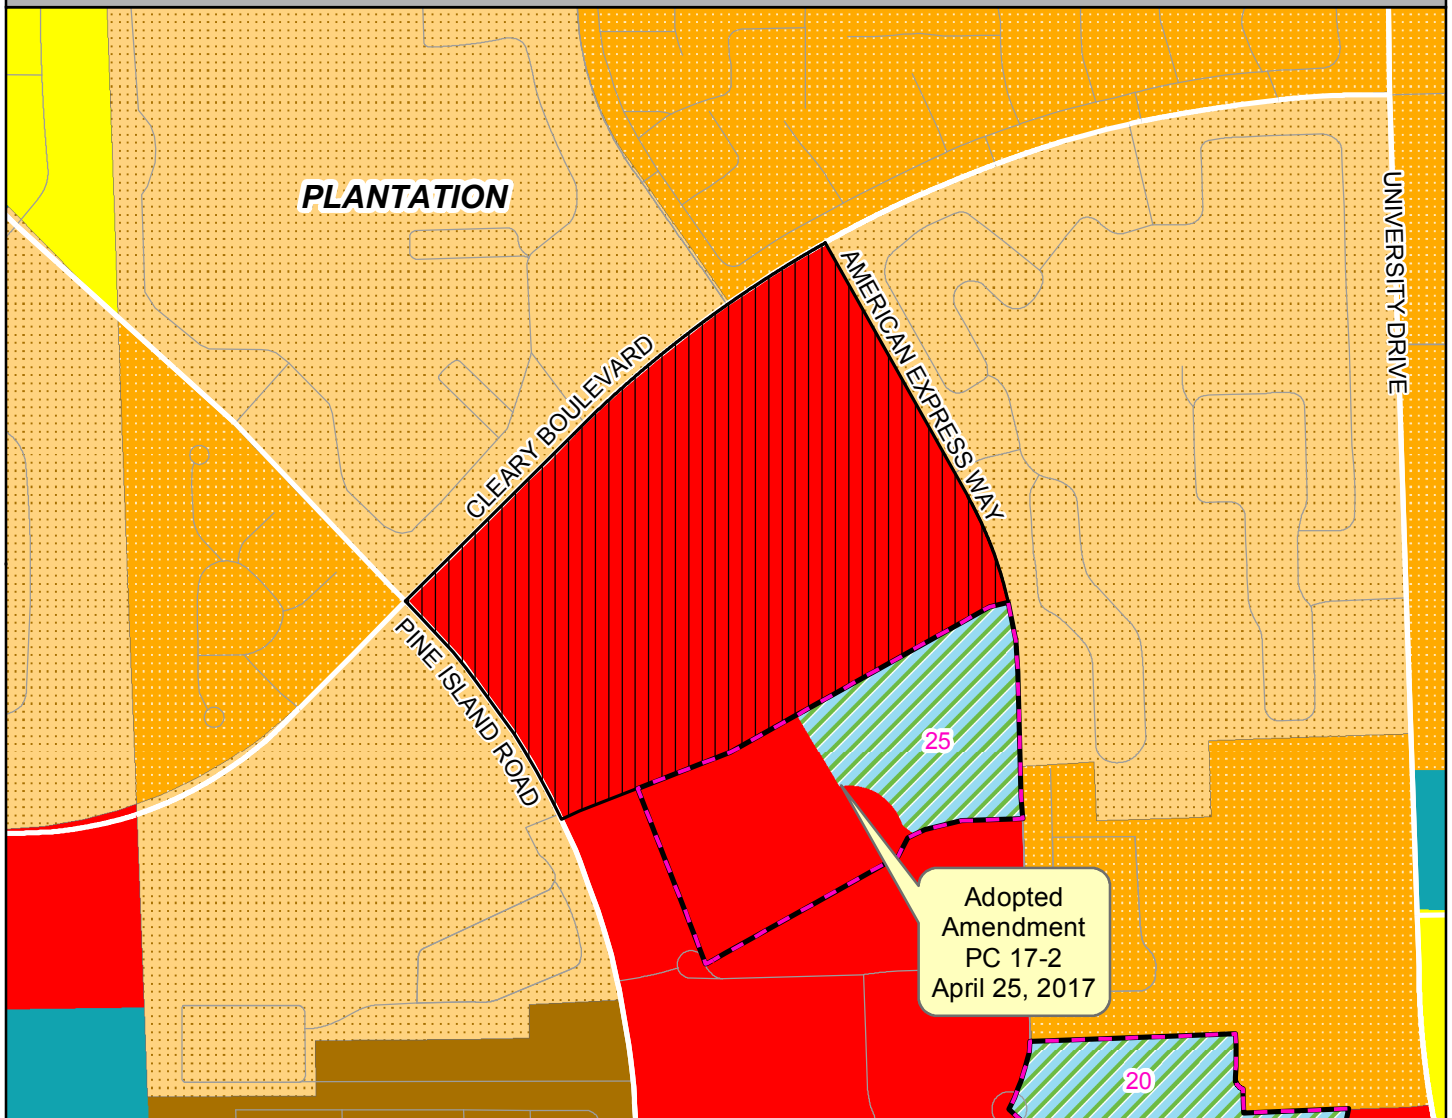 PLANTATION
UNIVERSITY DRIVE
AMERICAN EXPRESS WAY
CLEARY BOULEVARD
PINE ISLAND ROAD
25
Adopted
Amendment
PC 17-2
April 25, 2017
20